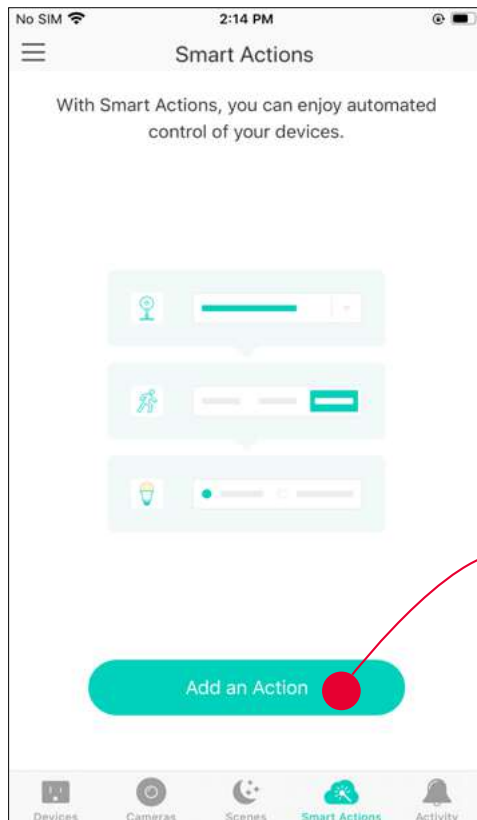 No SIM 2:14 PM
Smart Actions
With Smart Actions, you can enjoy automated
control of your devices.
Add an Action
Devices Cameras Scenes Smart Actions Activity